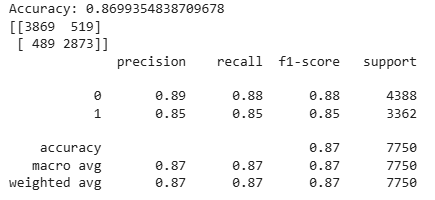 Accuracy: 0.8699354838709678
[[3869  519]
 [ 489 2873]]
              precision    recall  f1-score   support

           0       0.89      0.88      0.88      4388
           1       0.85      0.85      0.85      3362

    accuracy                           0.87      7750
   macro avg       0.87      0.87      0.87      7750
weighted avg       0.87      0.87      0.87      7750